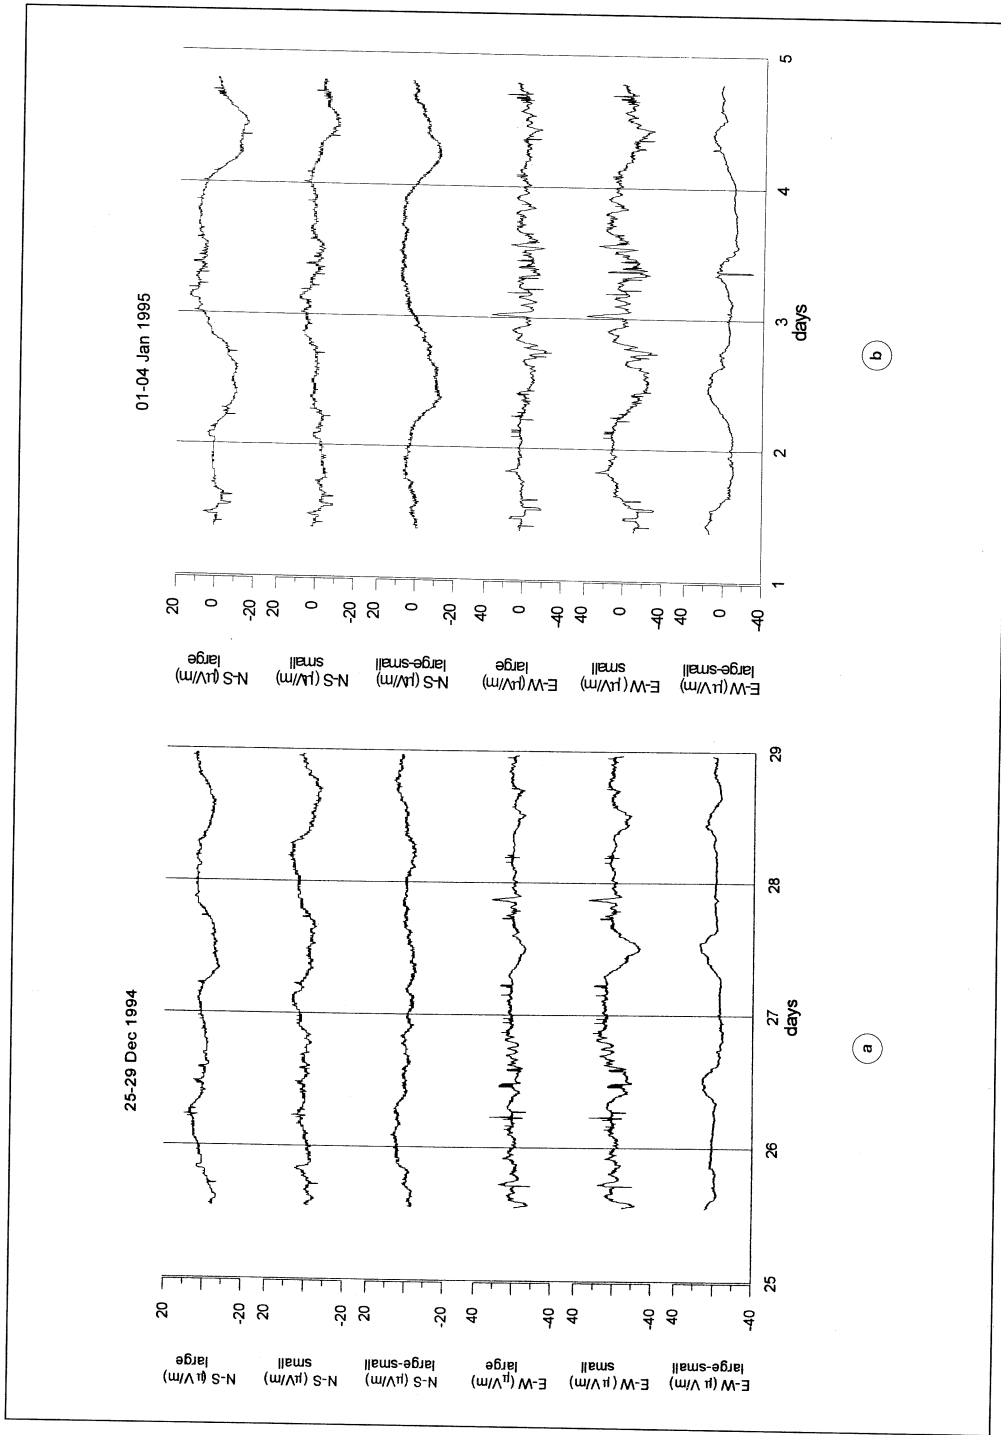 25-29 Dec 1994
N-S (µV/m)
large
20
-20
N-S (µV/m)
small
20
-20
N-S (µV/m)
large-small
20
-20
E-W (µV/m)
large
40
-40
E-W (µV/m)
small
40
-40
E-W (µV/m)
large-small
40
-40
25
26
27
28
29
days
a
01-04 Jan 1995
N-S (µV/m)
large
20
0
-20
N-S (µV/m)
small
20
0
-20
N-S (µV/m)
large-small
20
0
-20
E-W (µV/m)
large
40
0
-40
E-W (µV/m)
small
40
0
-40
E-W (µV/m)
large-small
40
0
-40
1
2
3
4
5
days
b